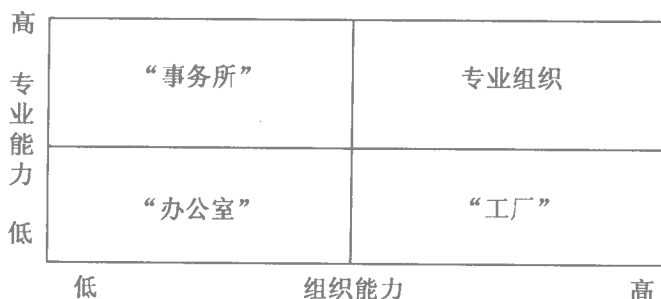 高
“事务所” 专业组织
专业能力
“办公室” “工厂”
低
低 组织能力 高